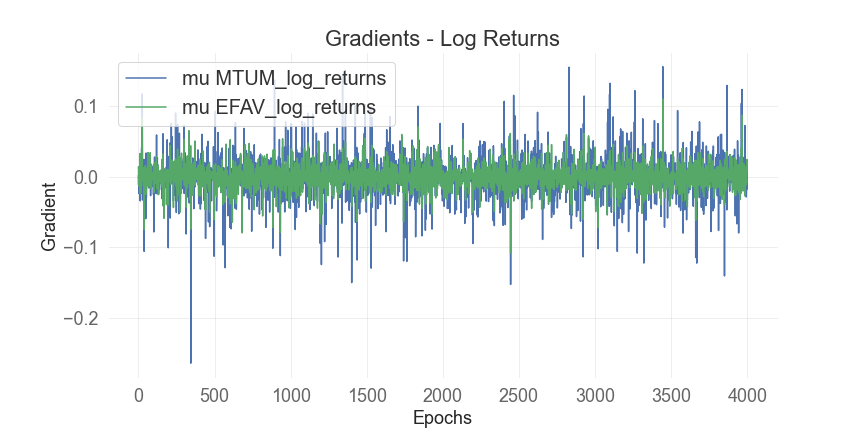 Gradients - Log Returns
mu MTUM_log_returns
mu EFAV_log_returns
0.1
0.0
−0.1
−0.2
Gradient
0 500 1000 1500 2000 2500 3000 3500 4000
Epochs